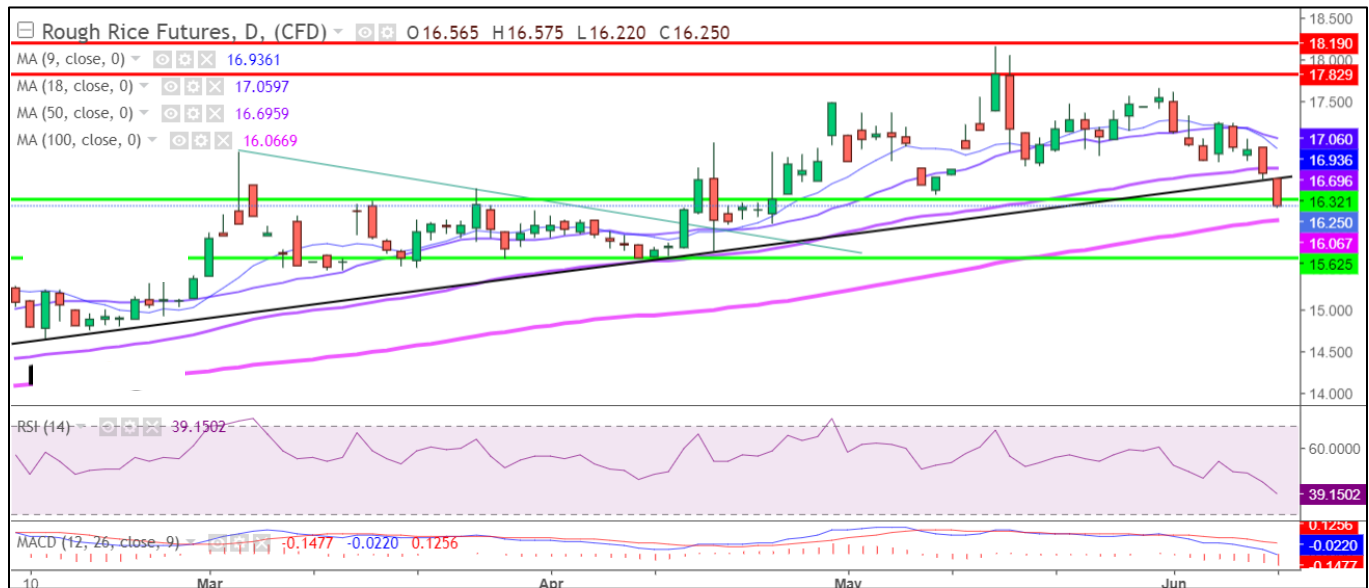 Rough Rice Futures, D, (CFD) O16.565 H16.575 L16.220 C16.250
MA (9, close, 0) 16.9361
MA (18, close, 0) 17.0597
MA (50, close, 0) 16.6959
MA (100, close, 0) 16.0669
18.500
18.190
18.000
17.829
17.500
17.060
16.936
16.696
16.321
16.250
16.067
15.625
15.000
14.500
14.000
RSI (14) 39.1502
60.0000
39.1502
MACD (12, 26, close, 9) -0.1477 -0.0220 0.1256
0.1256
-0.0220
-0.1477
10 Mar Apr May Jun